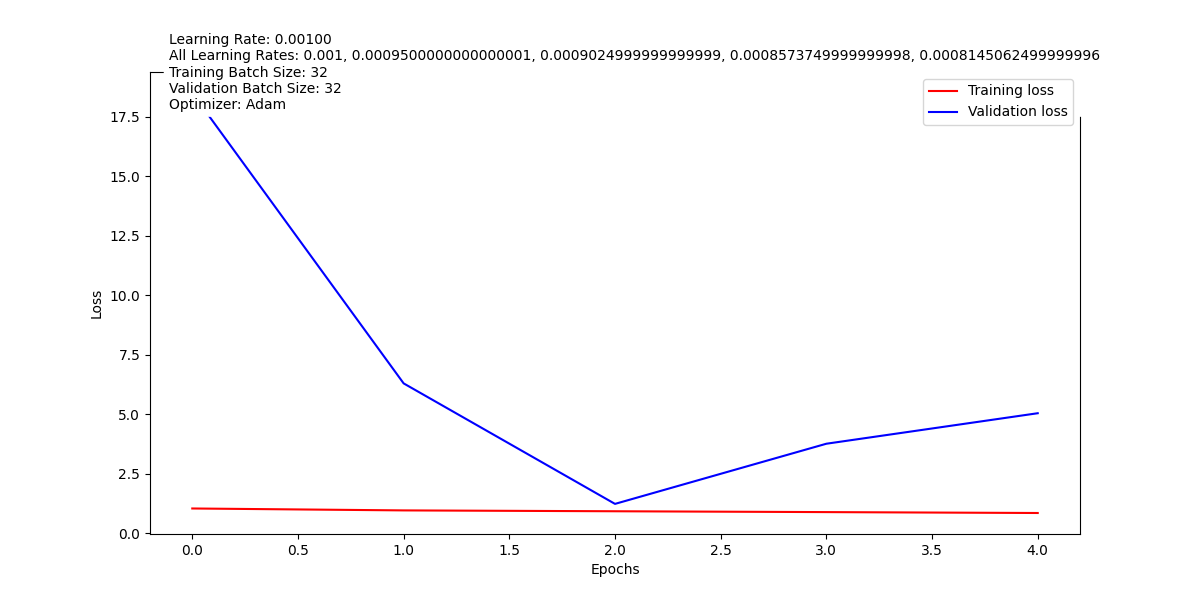 Learning Rate: 0.00100
All Learning Rates: 0.001, 0.0009500000000000001, 0.0009024999999999999, 0.0008573749999999998, 0.0008145062499999996
Training Batch Size: 32
Validation Batch Size: 32
Optimizer: Adam
Training loss
Validation loss
17.5
15.0
12.5
10.0
7.5
5.0
2.5
0.0
Loss
0.0 0.5 1.0 1.5 2.0 2.5 3.0 3.5 4.0
Epochs